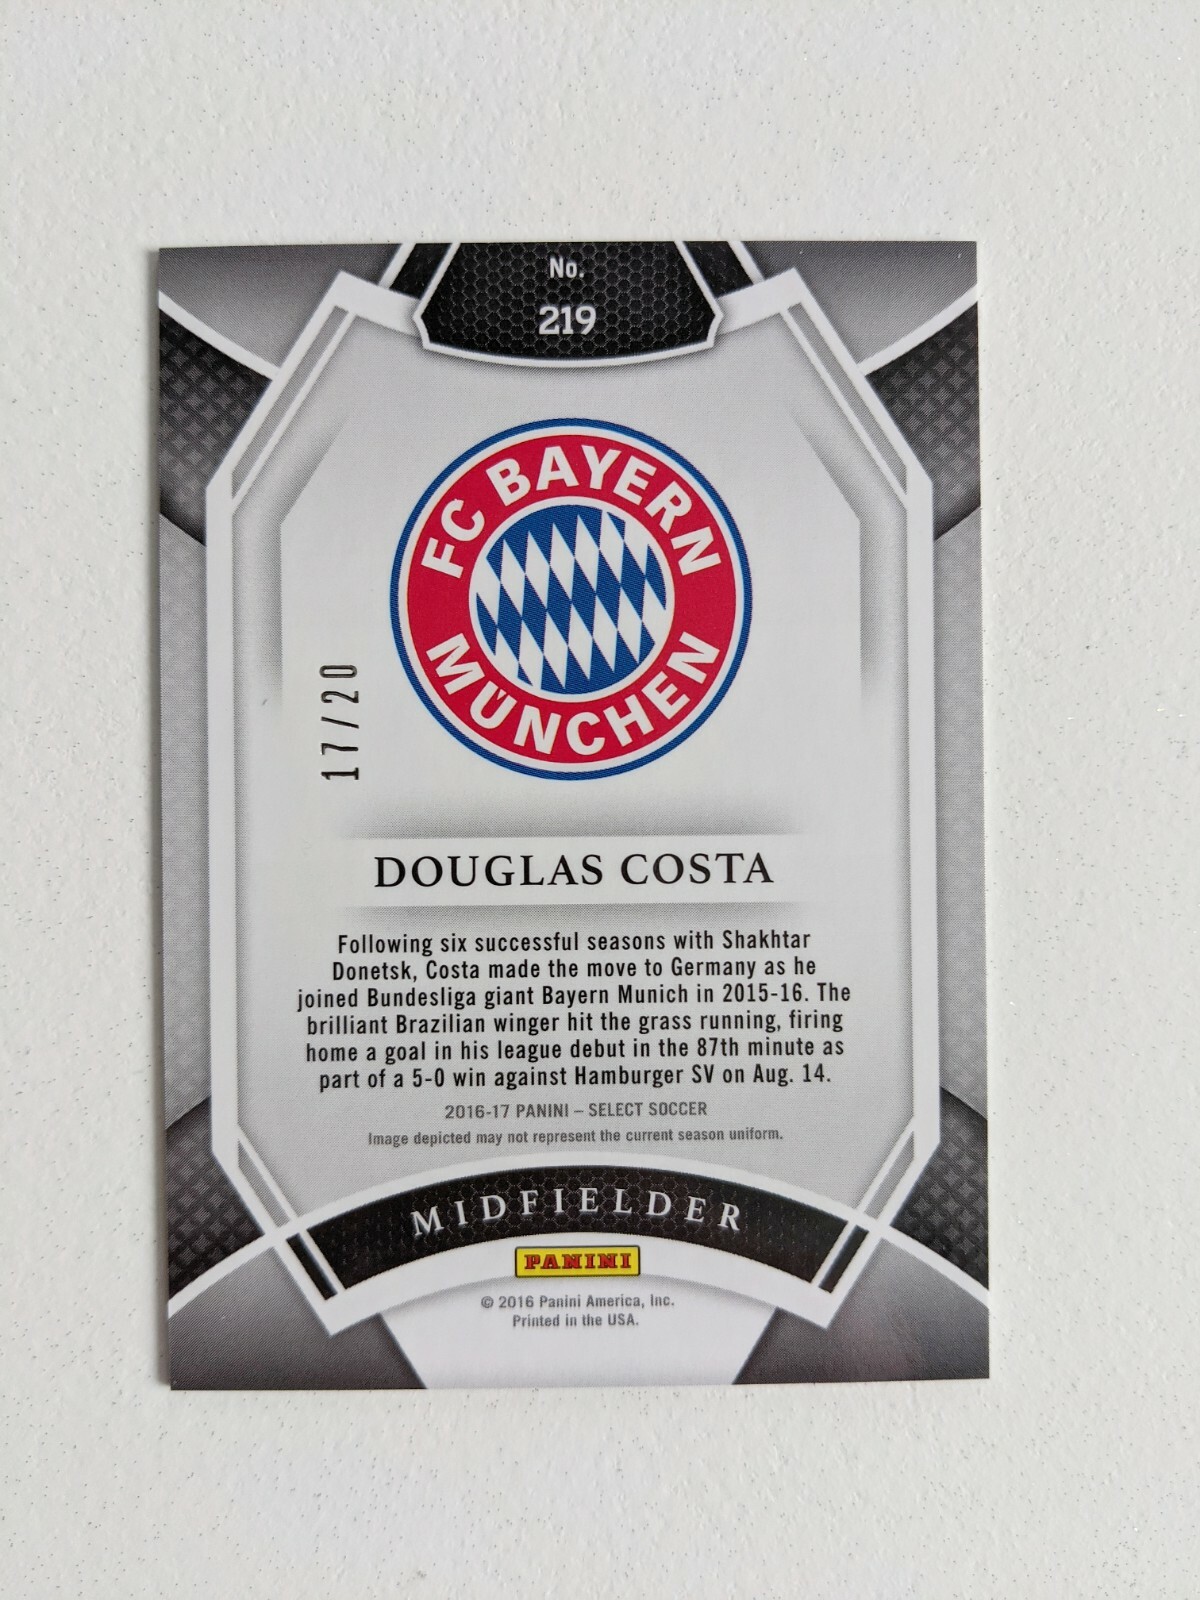 No.
219
FC BAYERN
MÜNCHEN
17/20
DOUGLAS COSTA
Following six successful seasons with Shakhtar
Donetsk, Costa made the move to Germany as he
joined Bundesliga giant Bayern Munich in 2015-16. The
brilliant Brazilian winger hit the grass running, firing
home a goal in his league debut in the 87th minute as
part of a 5-0 win against Hamburger SV on Aug. 14.
2016-17 PANINI – SELECT SOCCER
Image depicted may not represent the current season uniform.
MIDFIELDER
PANINI
© 2016 Panini America, Inc.
Printed in the USA.